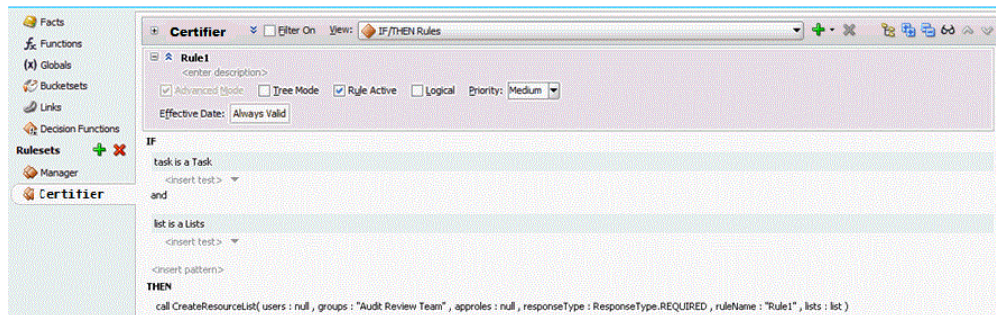 Facts
Functions
(x) Globals
Bucketsets
Links
Decision Functions
Rulesets
Manager
Certifier
Certifier Filter On View: IF/THEN Rules
Rule1
<enter description>
Advanced Mode Tree Mode Rule Active Logical Priority: Medium
Effective Date: Always Valid
IF
task is a Task
<insert test>
and
list is a Lists
<insert test>
<insert pattern>
THEN
call CreateResourceList( users : null , groups : "Audit Review Team" , approles : null , responseType : ResponseType.REQUIRED , ruleName : "Rule1" , lists : list )